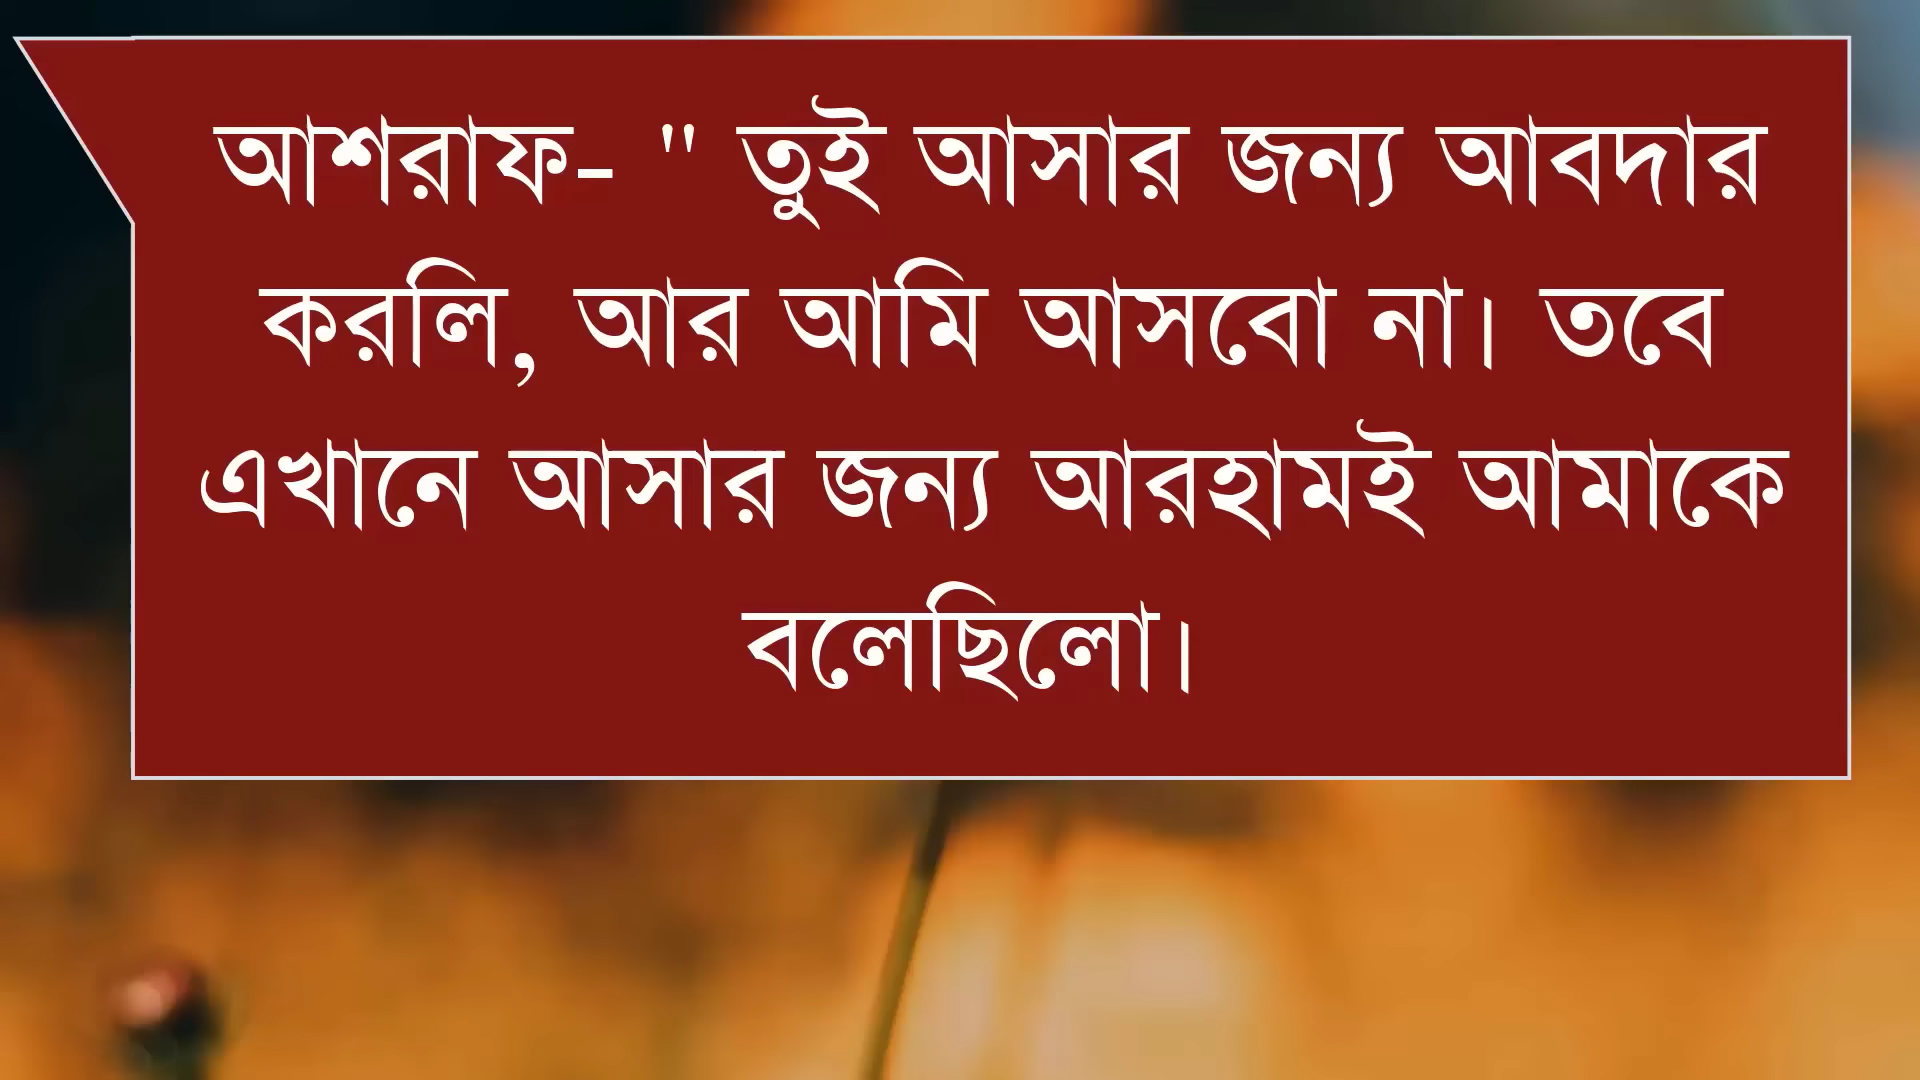 আশরাফ- " তুই আসার জন্য আবদার
করলি, আর আমি আসবো না। তবে
এখানে আসার জন্য আরহামই আমাকে
বলেছিলো।